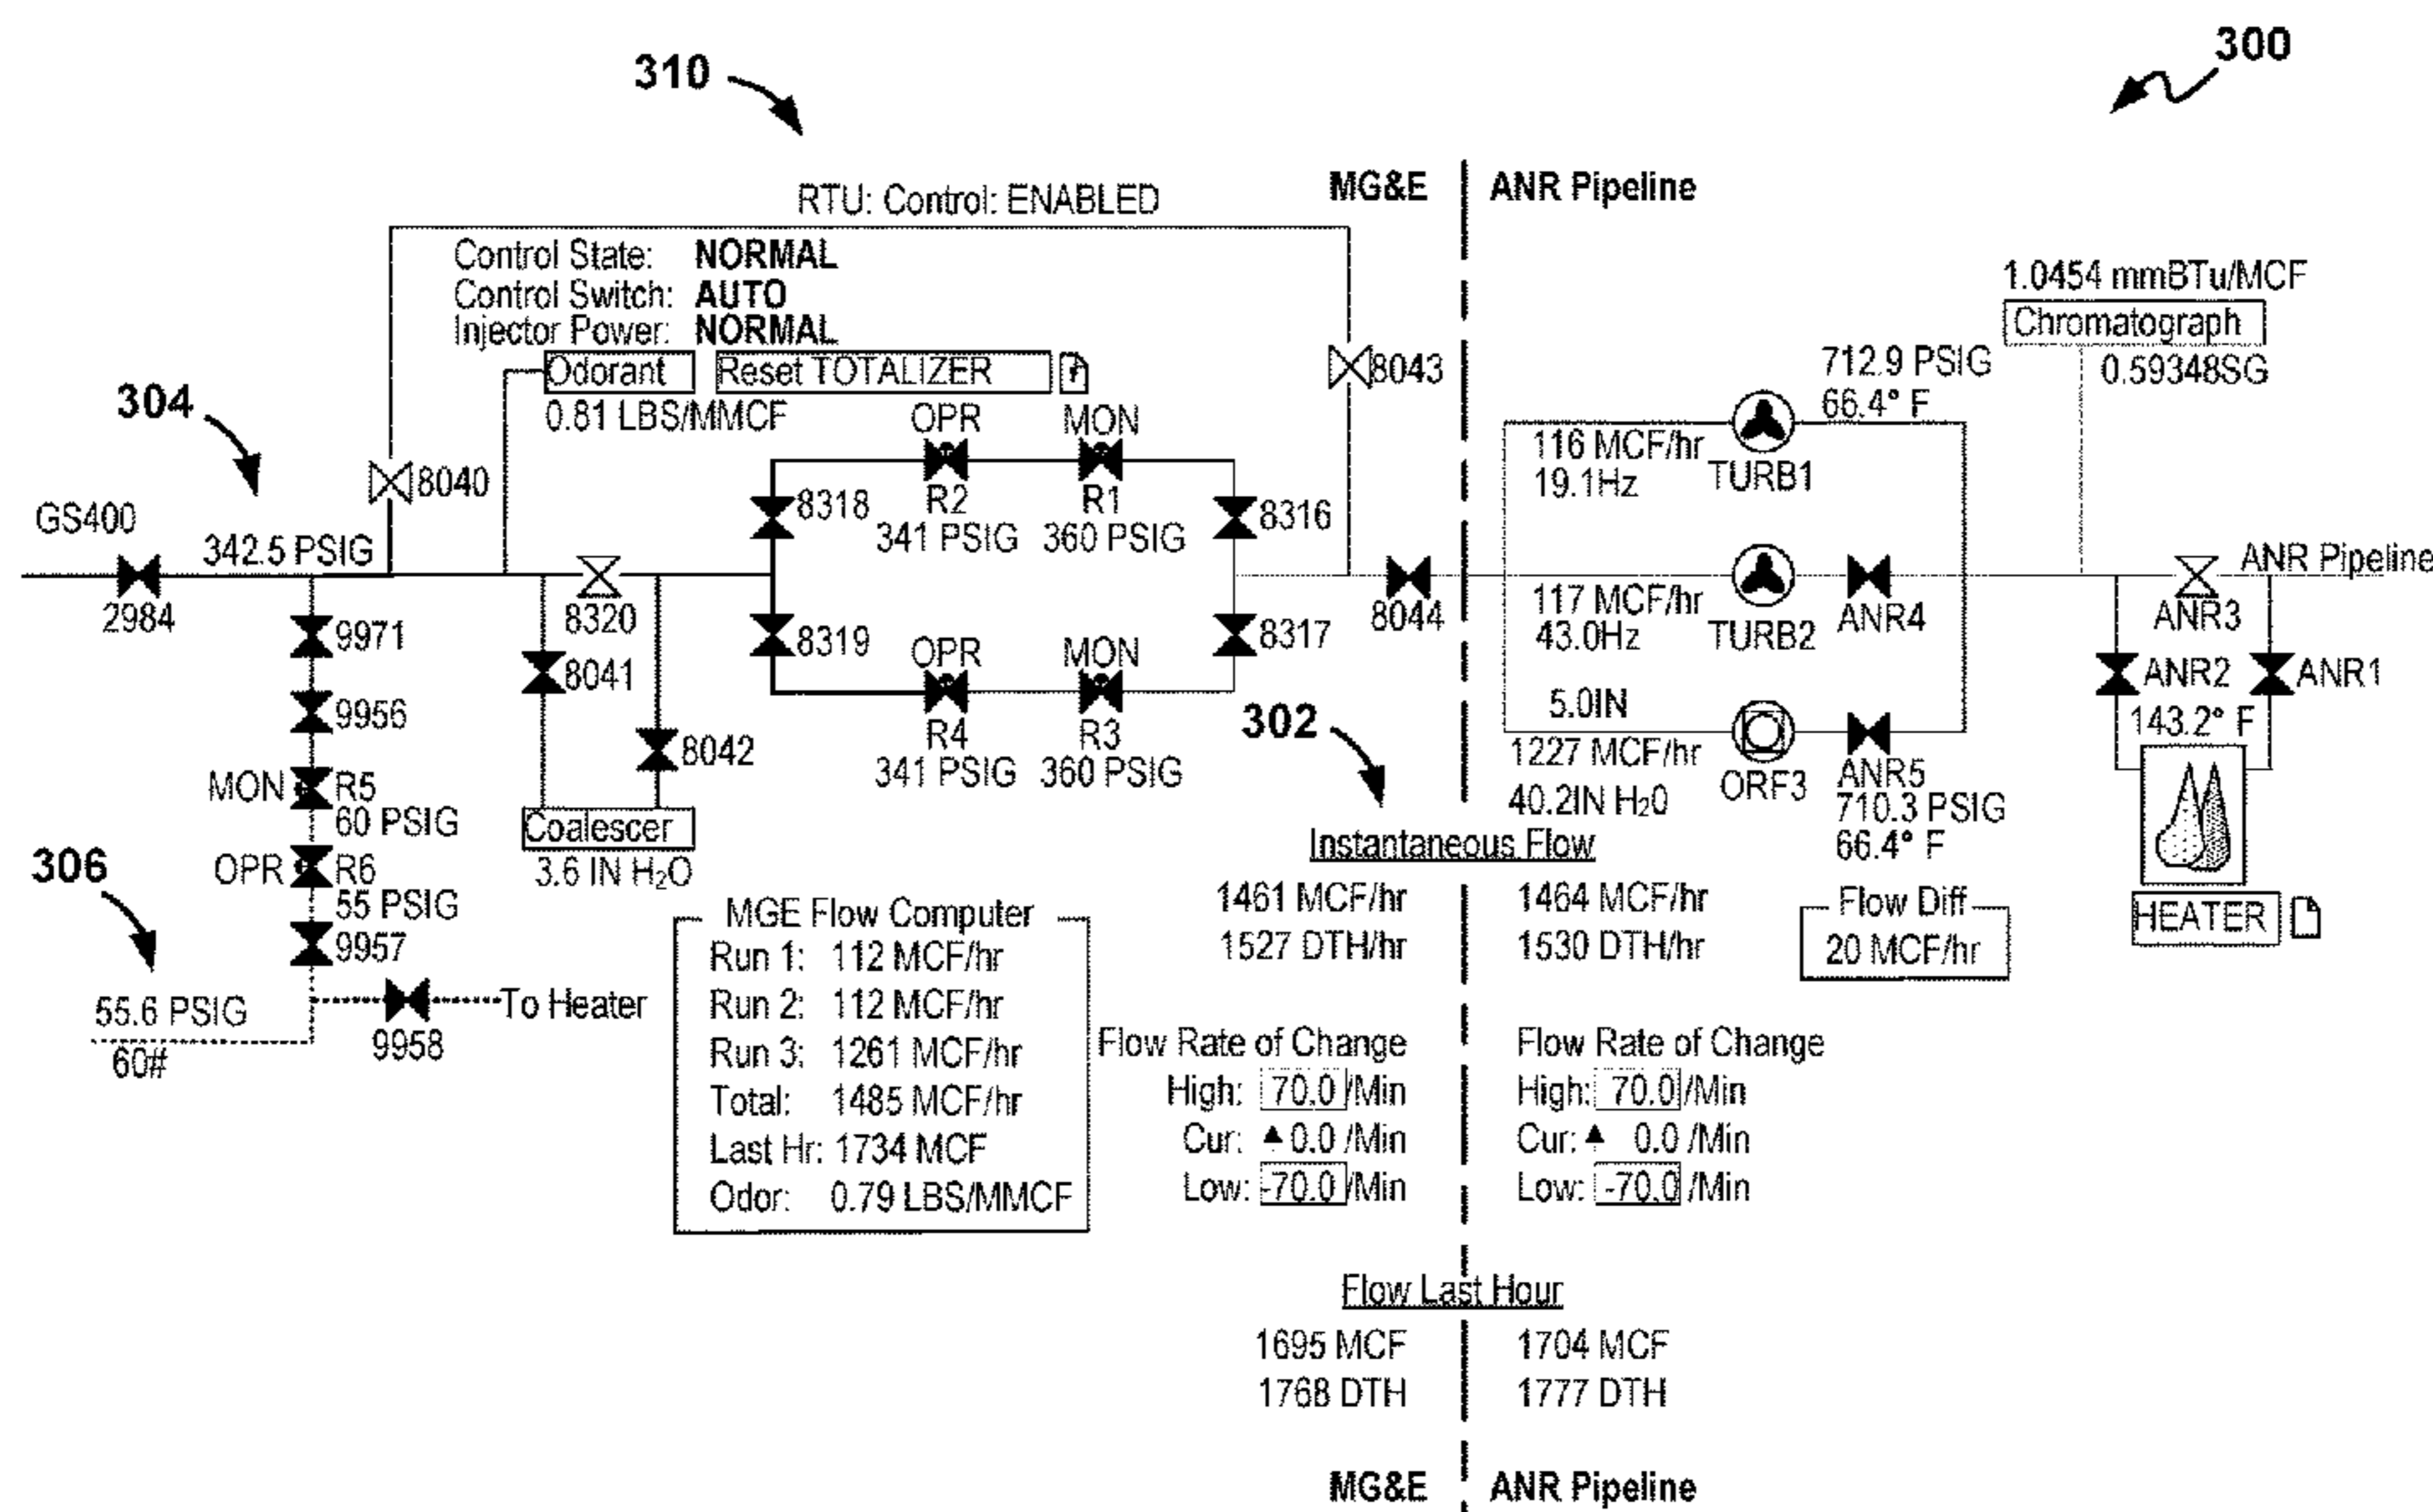 310
300
MG&E
ANR Pipeline
RTU: Control: ENABLED
Control State: NORMAL
Control Switch: AUTO
Injector Power: NORMAL
Odorant
Reset TOTALIZER
0.81 LBS/MMCF
304
8040
8043
GS400
342.5 PSIG
2984
OPR
R2
341 PSIG
MON
R1
360 PSIG
8318
8316
8320
8319
8317
8044
OPR
R4
341 PSIG
MON
R3
360 PSIG
9971
9956
MON
R5
60 PSIG
OPR
R6
55 PSIG
9957
306
55.6 PSIG
60#
9958
To Heater
8041
8042
Coalescer
3.6 IN H₂O
1.0454 mmBTu/MCF
Chromatograph
0.59348SG
712.9 PSIG
66.4° F
116 MCF/hr
19.1Hz
TURB1
117 MCF/hr
43.0Hz
TURB2
ANR4
5.0IN
1227 MCF/hr
40.2IN H₂0
ORF3
ANR5
710.3 PSIG
66.4° F
ANR Pipeline
ANR3
ANR2
ANR1
143.2° F
HEATER
302
Instantaneous Flow
1461 MCF/hr
1464 MCF/hr
1527 DTH/hr
1530 DTH/hr
Flow Diff
20 MCF/hr
MGE Flow Computer
Run 1: 112 MCF/hr
Run 2: 112 MCF/hr
Run 3: 1261 MCF/hr
Total: 1485 MCF/hr
Last Hr: 1734 MCF
Odor: 0.79 LBS/MMCF
Flow Rate of Change
High: 70.0 /Min
Cur: ▲ 0.0 /Min
Low: -70.0 /Min
Flow Rate of Change
High: 70.0 /Min
Cur: ▲ 0.0 /Min
Low: -70.0 /Min
Flow Last Hour
1695 MCF
1704 MCF
1768 DTH
1777 DTH
MG&E
ANR Pipeline